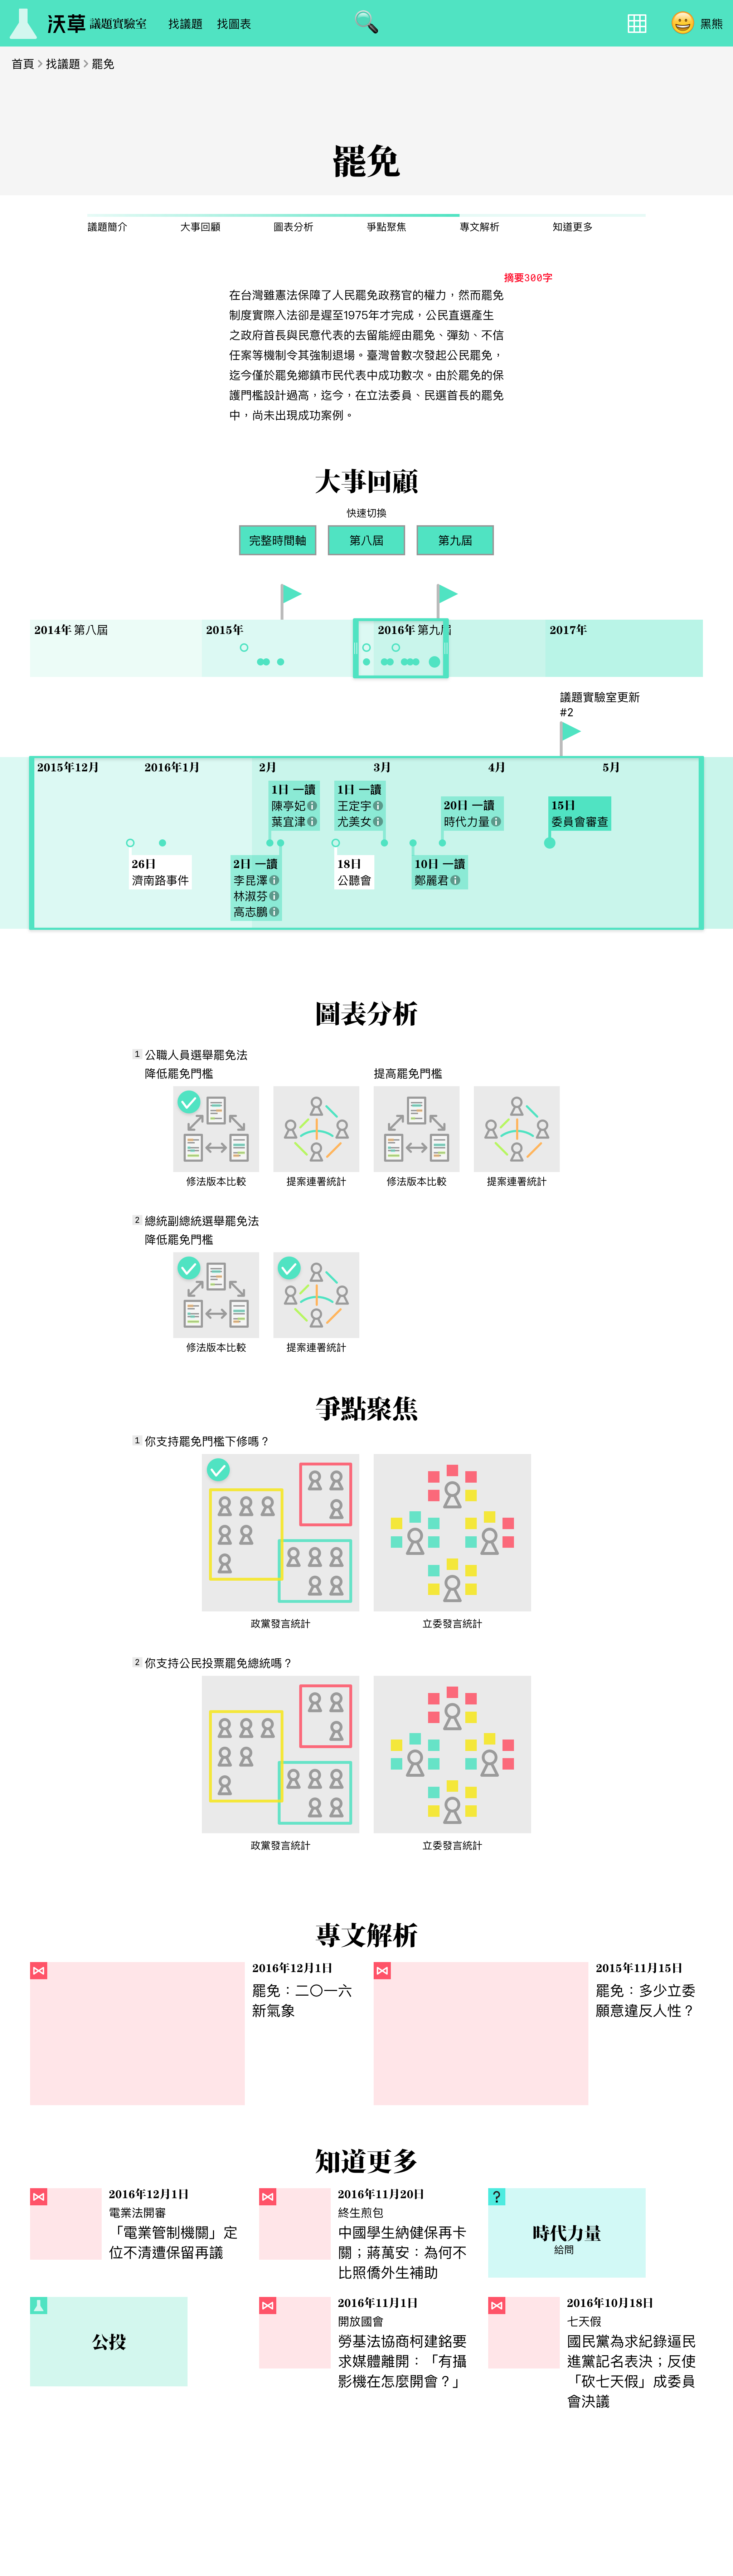 沃草 議題實驗室 找議題 找圖表 黑熊
首頁 > 找議題 > 罷免
罷免
議題簡介 大事回顧 圖表分析 爭點聚焦 專文解析 知道更多
摘要300字
在台灣雖憲法保障了人民罷免政務官的權力，然而罷免
制度實際入法卻是遲至1975年才完成，公民直選產生
之政府首長與民意代表的去留能經由罷免、彈劾、不信
任案等機制令其強制退場。臺灣曾數次發起公民罷免，
迄今僅於罷免鄉鎮市民代表中成功數次。由於罷免的保
護門檻設計過高，迄今，在立法委員、民選首長的罷免
中，尚未出現成功案例。
大事回顧
快速切換
完整時間軸 第八屆 第九屆
2014年 第八屆 2015年 2016年 第九屆 2017年
議題實驗室更新
#2
2015年12月 2016年1月 2月 3月 4月 5月
1日 一讀
陳亭妃
葉宜津
1日 一讀
王定宇
尤美女
20日 一讀
時代力量
15日
委員會審查
26日
濟南路事件
2日 一讀
李昆澤
林淑芬
高志鵬
18日
公聽會
10日 一讀
鄭麗君
圖表分析
1 公職人員選舉罷免法
降低罷免門檻 提高罷免門檻
修法版本比較 提案連署統計 修法版本比較 提案連署統計
2 總統副總統選舉罷免法
降低罷免門檻
修法版本比較 提案連署統計
爭點聚焦
1 你支持罷免門檻下修嗎？
政黨發言統計 立委發言統計
2 你支持公民投票罷免總統嗎？
政黨發言統計 立委發言統計
專文解析
2016年12月1日
罷免：二〇一六
新氣象
2015年11月15日
罷免：多少立委
願意違反人性？
知道更多
2016年12月1日
電業法開審
「電業管制機關」定
位不清遭保留再議
2016年11月20日
終生煎包
中國學生納健保再卡
關；蔣萬安：為何不
比照僑外生補助
?
時代力量
給問
公投
2016年11月1日
開放國會
勞基法協商柯建銘要
求媒體離開：「有攝
影機在怎麼開會？」
2016年10月18日
七天假
國民黨為求紀錄逼民
進黨記名表決；反使
「砍七天假」成委員
會決議